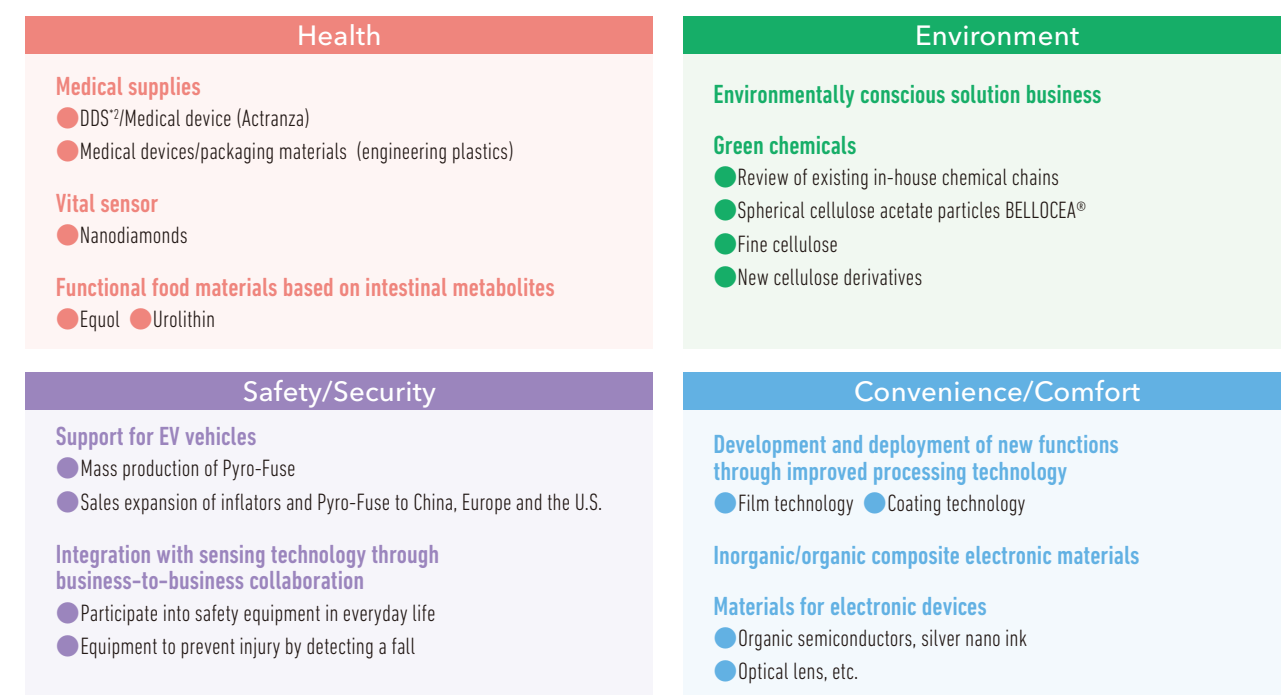 Health
Medical supplies
●DDS*2/Medical device (Actranza)
●Medical devices/packaging materials (engineering plastics)
Vital sensor
●Nanodiamonds
Functional food materials based on intestinal metabolites
●Equol ●Urolithin
Environment
Environmentally conscious solution business
Green chemicals
●Review of existing in-house chemical chains
●Spherical cellulose acetate particles BELLOCEA®
●Fine cellulose
●New cellulose derivatives
Safety/Security
Support for EV vehicles
●Mass production of Pyro-Fuse
●Sales expansion of inflators and Pyro-Fuse to China, Europe and the U.S.
Integration with sensing technology through
business-to-business collaboration
●Participate into safety equipment in everyday life
●Equipment to prevent injury by detecting a fall
Convenience/Comfort
Development and deployment of new functions
through improved processing technology
●Film technology ●Coating technology
Inorganic/organic composite electronic materials
Materials for electronic devices
●Organic semiconductors, silver nano ink
●Optical lens, etc.